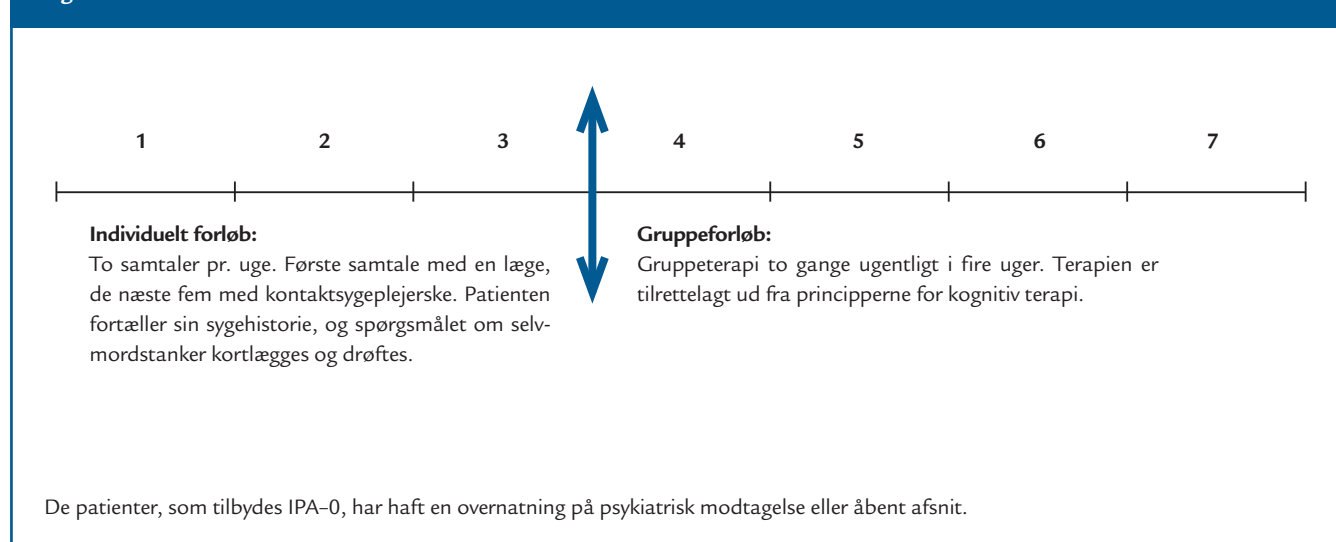 1 2 3 4 5 6 7
Individuelt forløb:
To samtaler pr. uge. Første samtale med en læge,
de næste fem med kontaktsygeplejerske. Patienten
fortæller sin sygehistorie, og spørgsmålet om selv-
mordstanker kortlægges og drøftes.
Gruppeforløb:
Gruppeterapi to gange ugentligt i fire uger. Terapien er
tilrettelagt ud fra principperne for kognitiv terapi.
De patienter, som tilbydes IPA-0, har haft en overnatning på psykiatrisk modtagelse eller åbent afsnit.